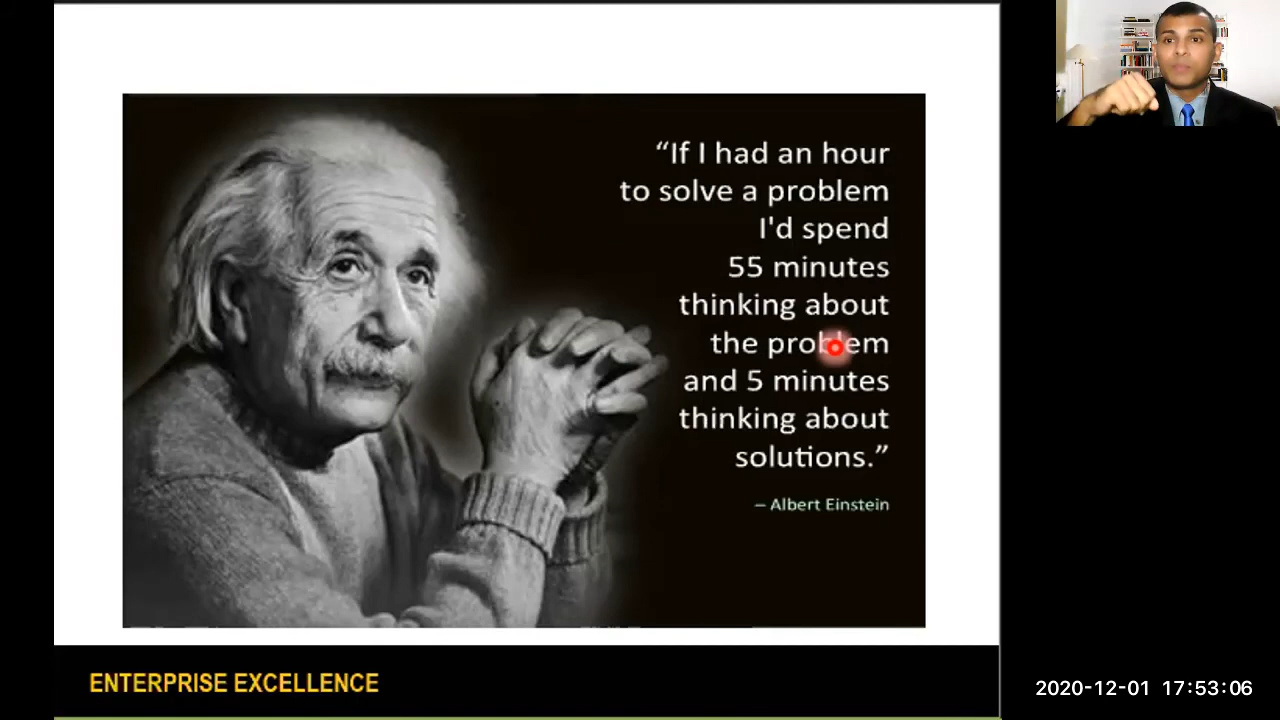 “If I had an hour
to solve a problem
I'd spend
55 minutes
thinking about
the problem
and 5 minutes
thinking about
solutions.”
– Albert Einstein
ENTERPRISE EXCELLENCE
2020-12-01 17:53:06